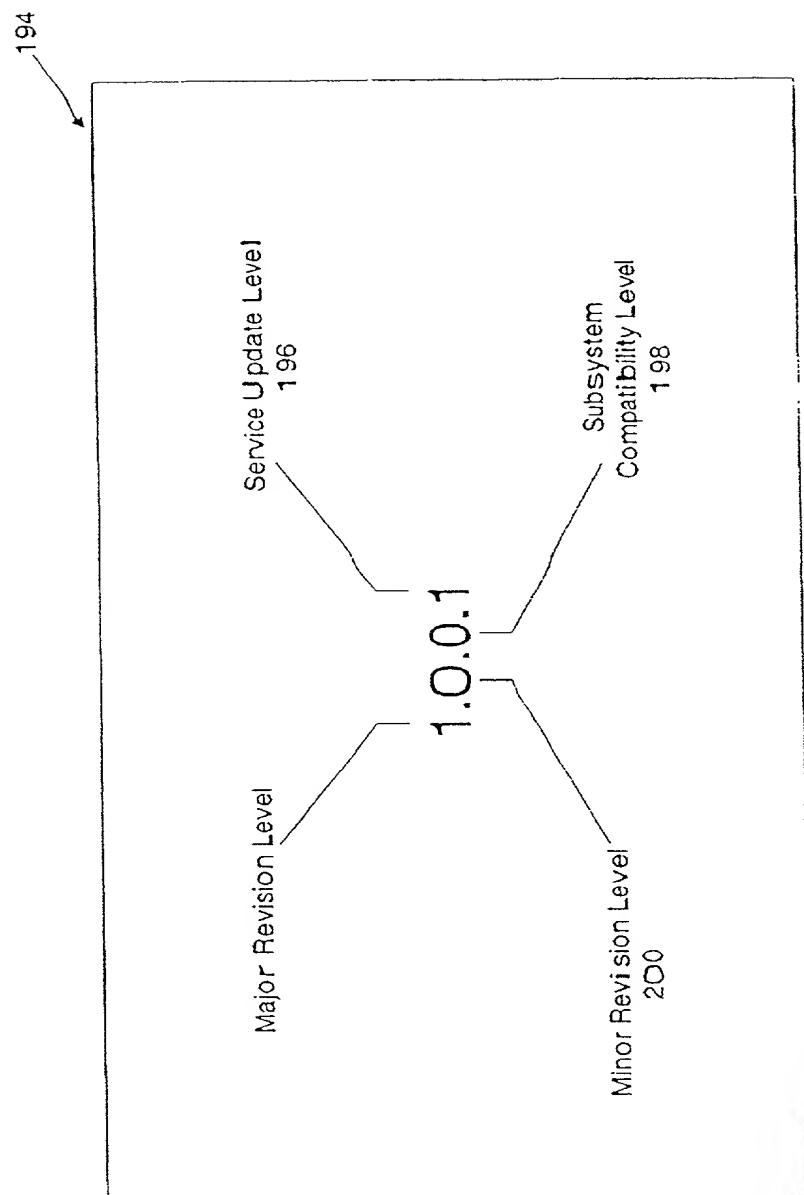 194
Major Revision Level
Service Update Level
196
1.0.0.1
Minor Revision Level
200
Subsystem
Compatibility Level
198